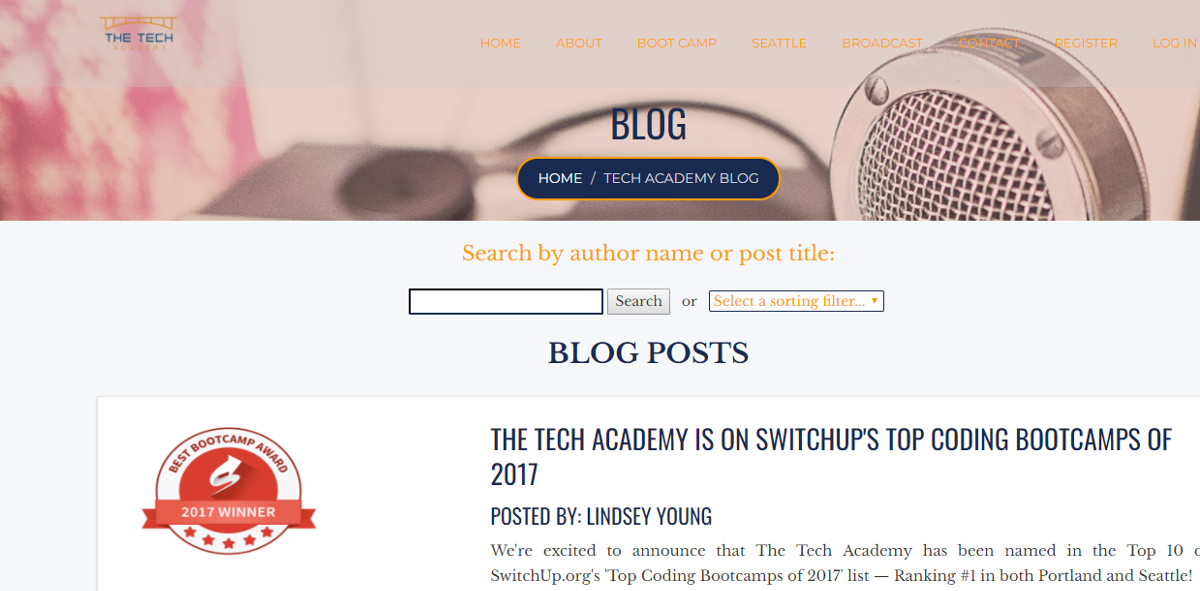 THE TECH
ACADEMY
HOME ABOUT BOOT CAMP SEATTLE BROADCAST CONTACT REGISTER LOG IN
BLOG
HOME / TECH ACADEMY BLOG
Search by author name or post title:
Search or Select a sorting filter...
BLOG POSTS
BEST BOOTCAMP AWARD
2017 WINNER
THE TECH ACADEMY IS ON SWITCHUP'S TOP CODING BOOTCAMPS OF
2017
POSTED BY: LINDSEY YOUNG
We're excited to announce that The Tech Academy has been named in the Top 10
SwitchUp.org's 'Top Coding Bootcamps of 2017' list — Ranking #1 in both Portland and Seattle!